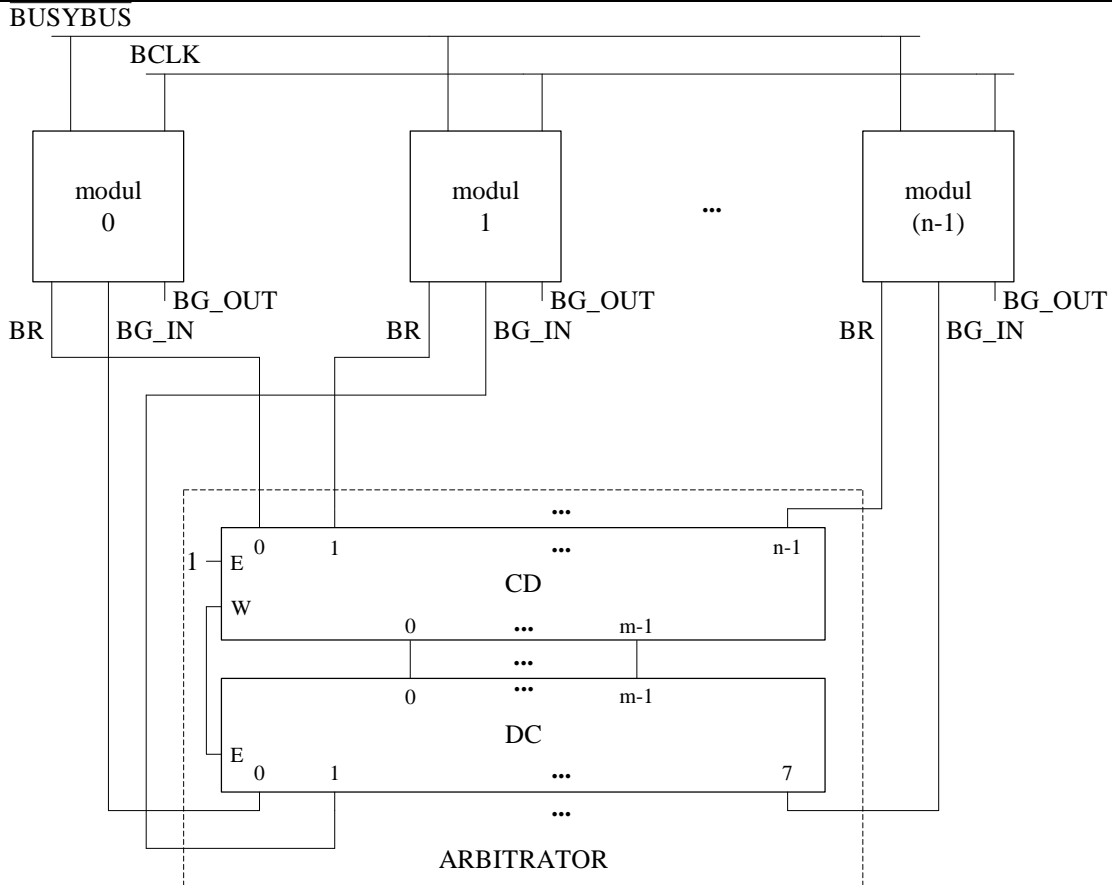 BUSYBUS
BCLK
modul
0
modul
1
...
modul
(n-1)
BG_OUT
BG_OUT
BG_OUT
BR
BG_IN
BR
BG_IN
BR
BG_IN
...
0
1
...
n-1
1
E
CD
W
0
...
m-1
...
0
...
m-1
DC
E
0
1
...
7
...
ARBITRATOR